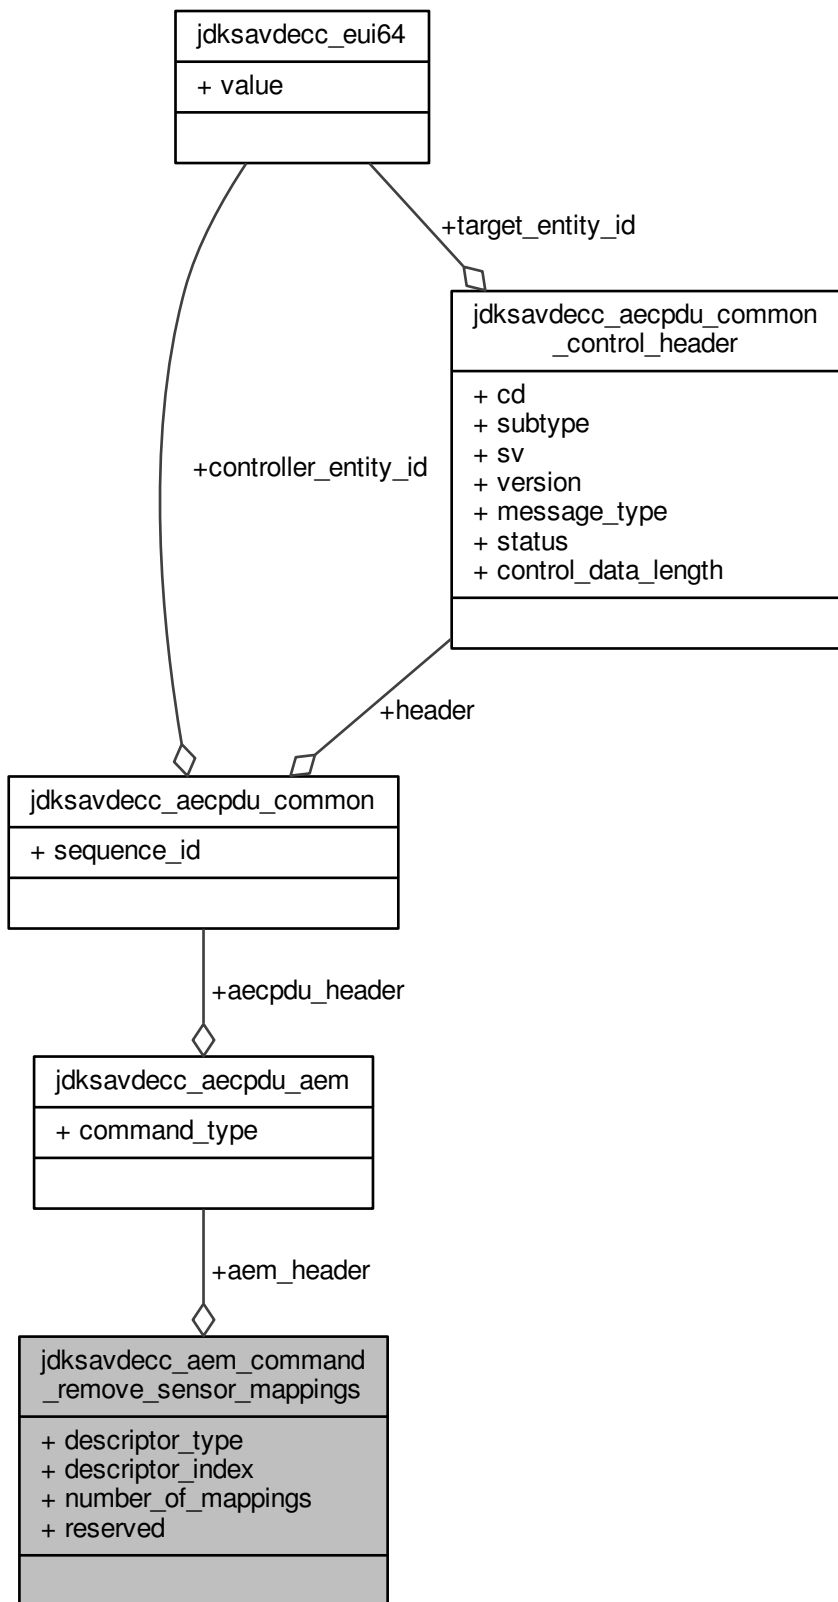 jdksavdecc_eui64
+ value
+target_entity_id
jdksavdecc_aecpdu_common
_control_header
+ cd
+ subtype
+ sv
+ version
+ message_type
+ status
+ control_data_length
+controller_entity_id
+header
jdksavdecc_aecpdu_common
+ sequence_id
+aecpdu_header
jdksavdecc_aecpdu_aem
+ command_type
+aem_header
jdksavdecc_aem_command
_remove_sensor_mappings
+ descriptor_type
+ descriptor_index
+ number_of_mappings
+ reserved